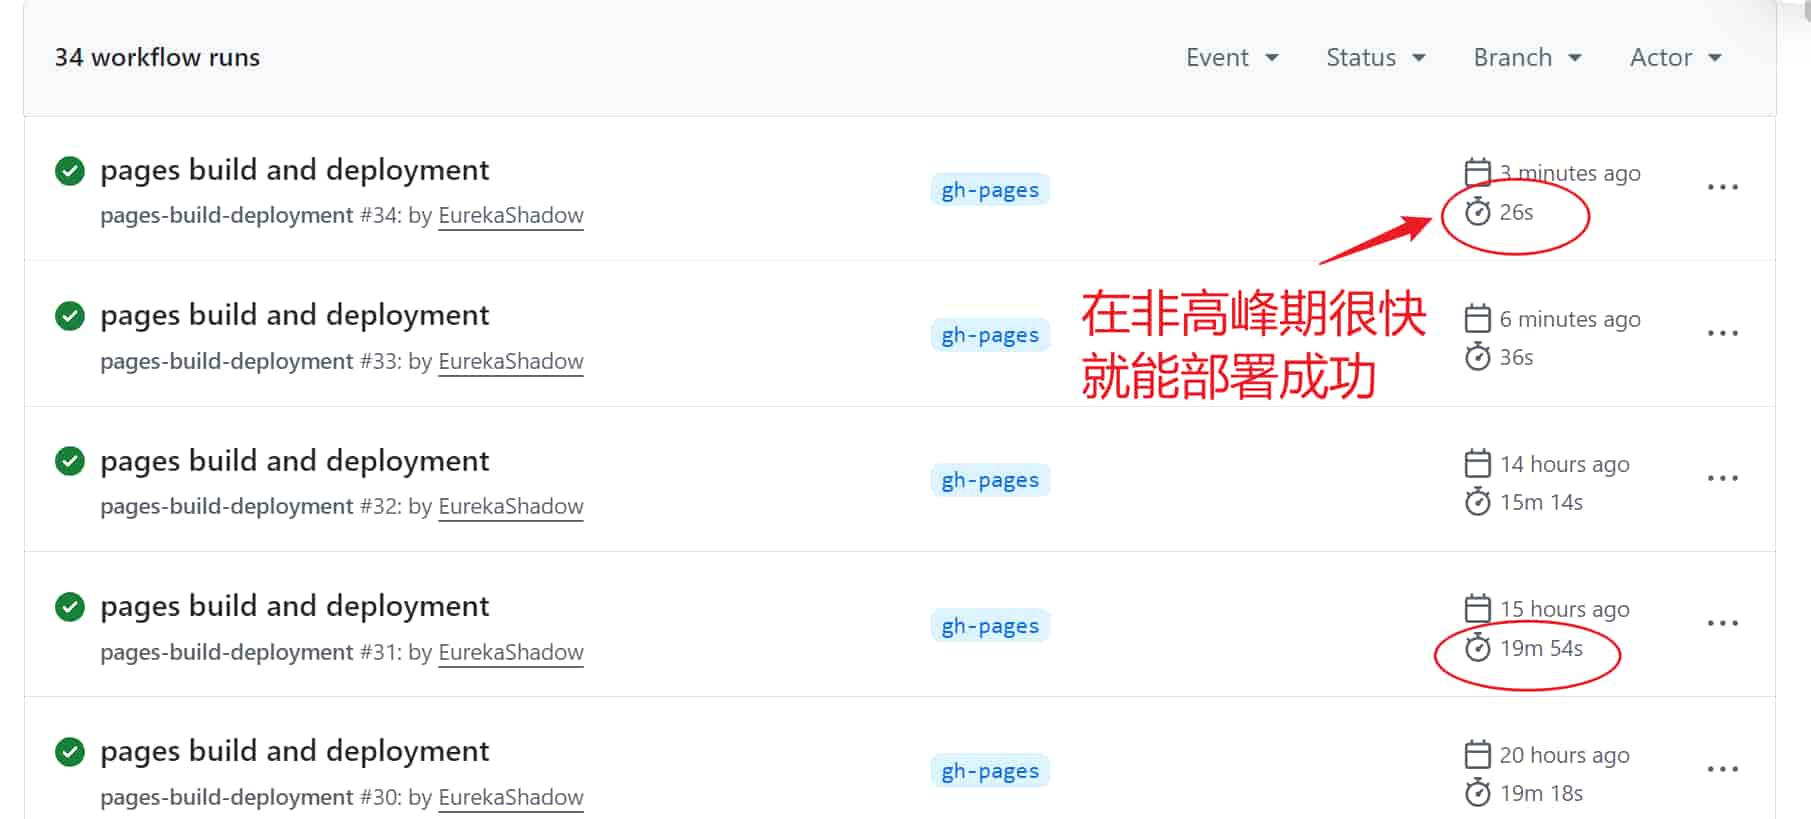 34 workflow runs
Event Status Branch Actor
pages build and deployment
pages-build-deployment #34: by EurekaShadow
gh-pages
3 minutes ago
26s
在非高峰期很快
就能部署成功
pages build and deployment
pages-build-deployment #33: by EurekaShadow
gh-pages
6 minutes ago
36s
pages build and deployment
pages-build-deployment #32: by EurekaShadow
gh-pages
14 hours ago
15m 14s
pages build and deployment
pages-build-deployment #31: by EurekaShadow
gh-pages
15 hours ago
19m 54s
pages build and deployment
pages-build-deployment #30: by EurekaShadow
gh-pages
20 hours ago
19m 18s